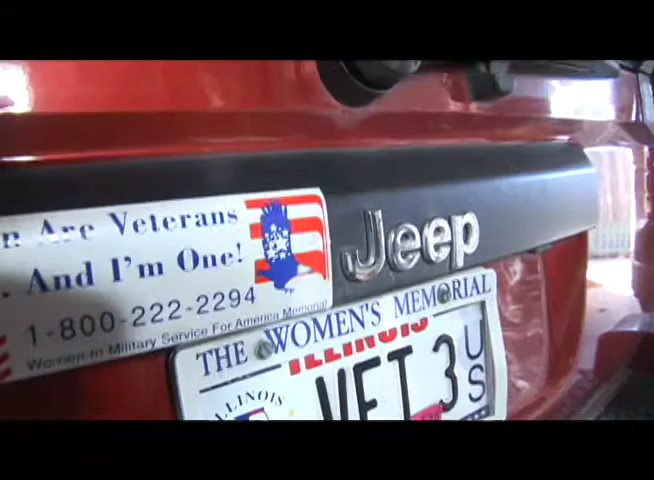 n Are Veterans
. And I'm One!
1-800-222-2294
Women In Military Service For America Memorial
Jeep
THE WOMEN'S MEMORIAL
ILLINOIS
ILLINOIS
VET 3
US